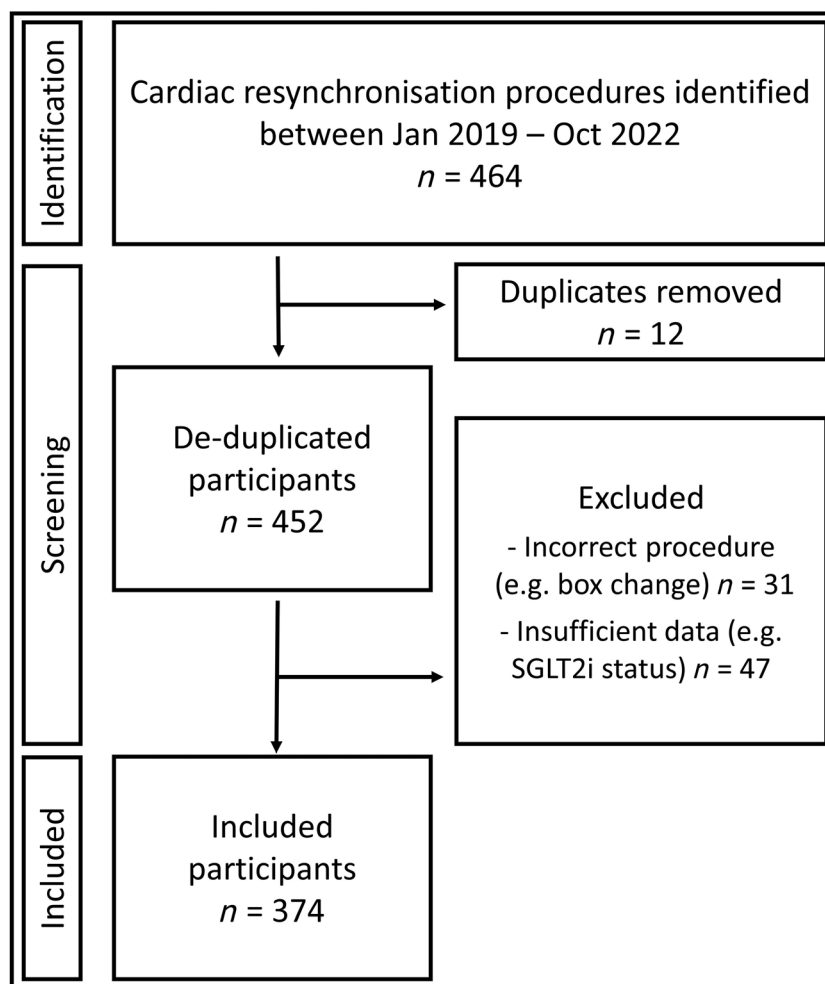 Identification
Cardiac resynchronisation procedures identified
between Jan 2019 – Oct 2022
n = 464
Screening
Duplicates removed
n = 12
De-duplicated
participants
n = 452
Excluded
- Incorrect procedure
(e.g. box change) n = 31
- Insufficient data (e.g.
SGLT2i status) n = 47
Included
Included
participants
n = 374